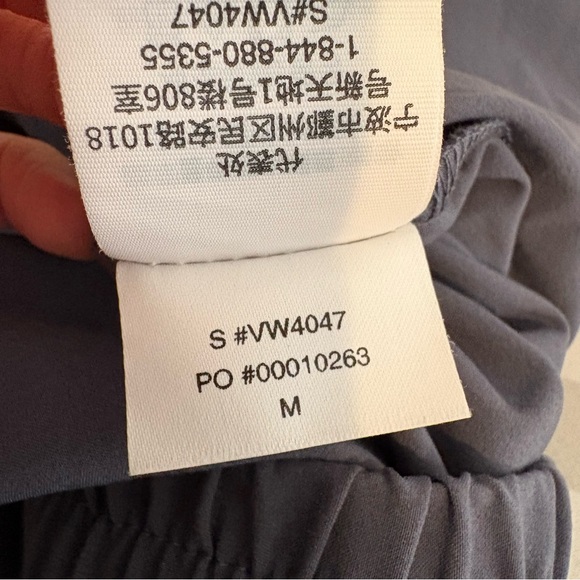 代表处
宁波市鄞州区民安路1018
号新天地1号楼806室
1-844-880-5355
S#VW4047
S #VW4047
PO #00010263
M